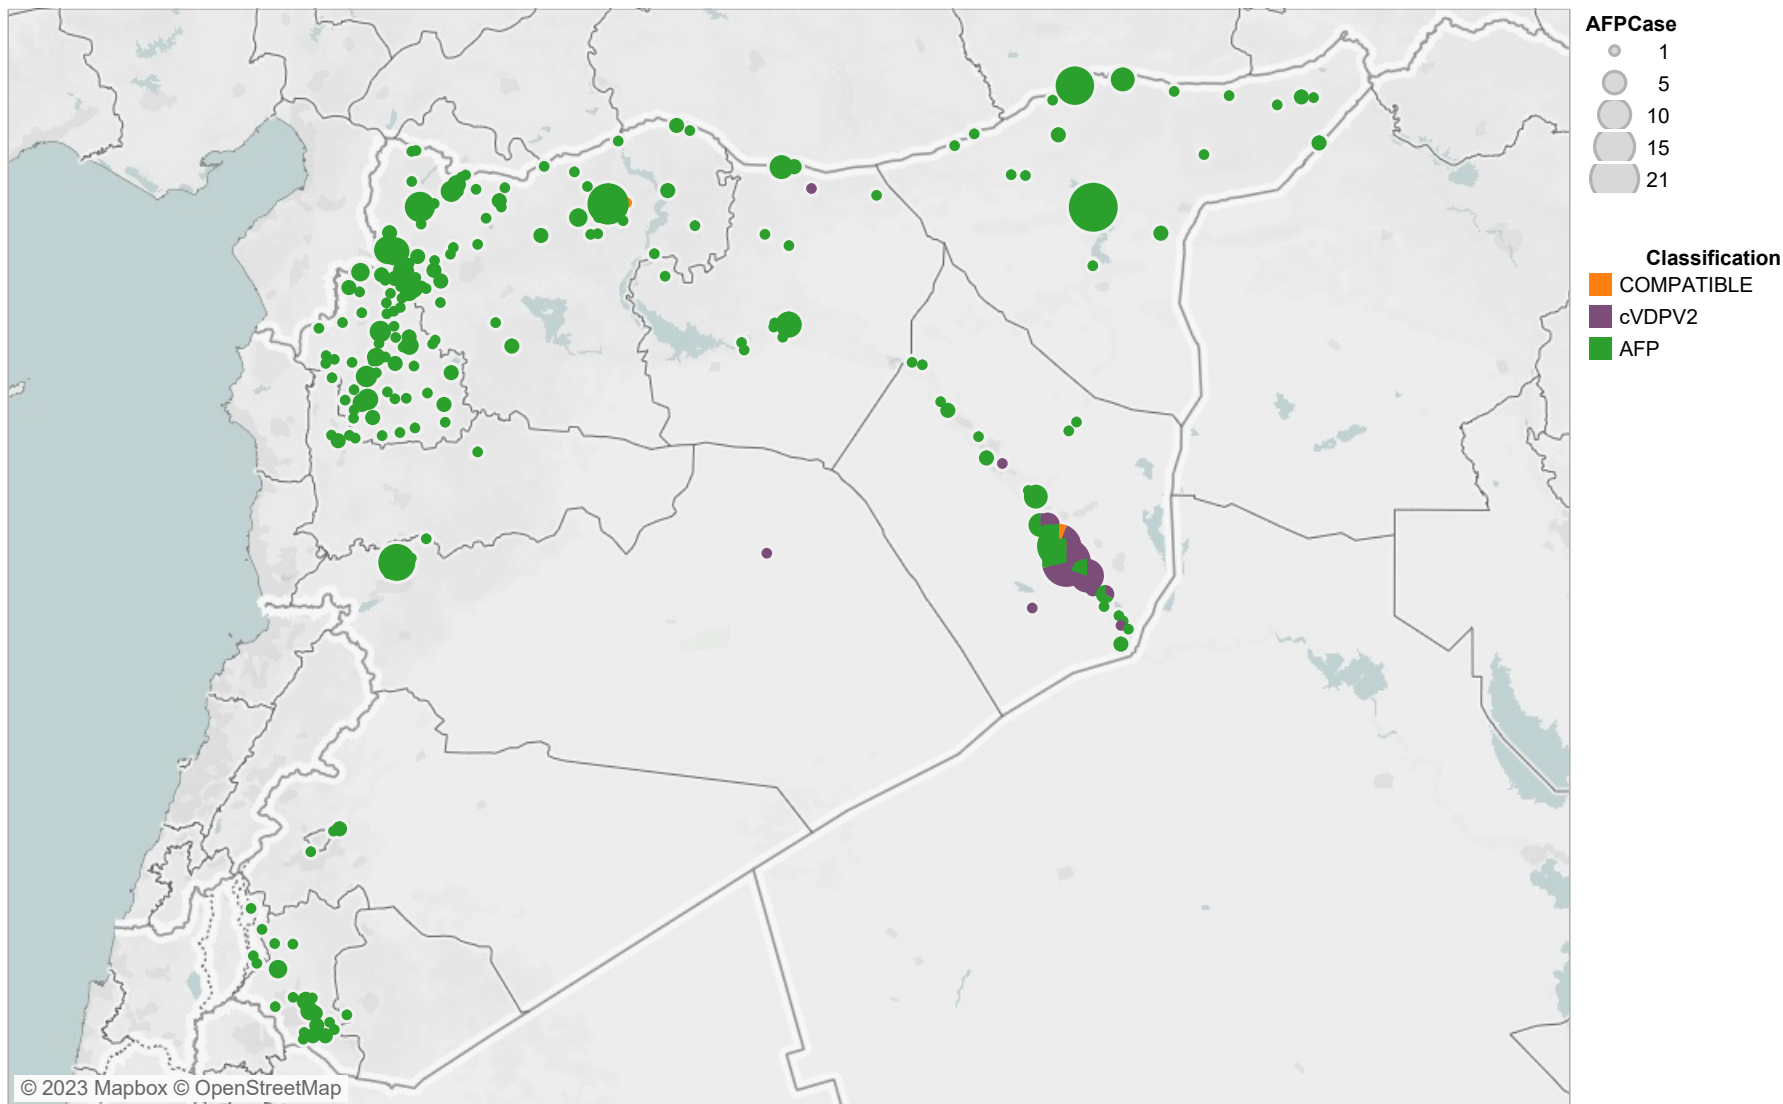 AFPCase
1
5
10
15
21
Classification
COMPATIBLE
cVDPV2
AFP
© 2023 Mapbox © OpenStreetMap